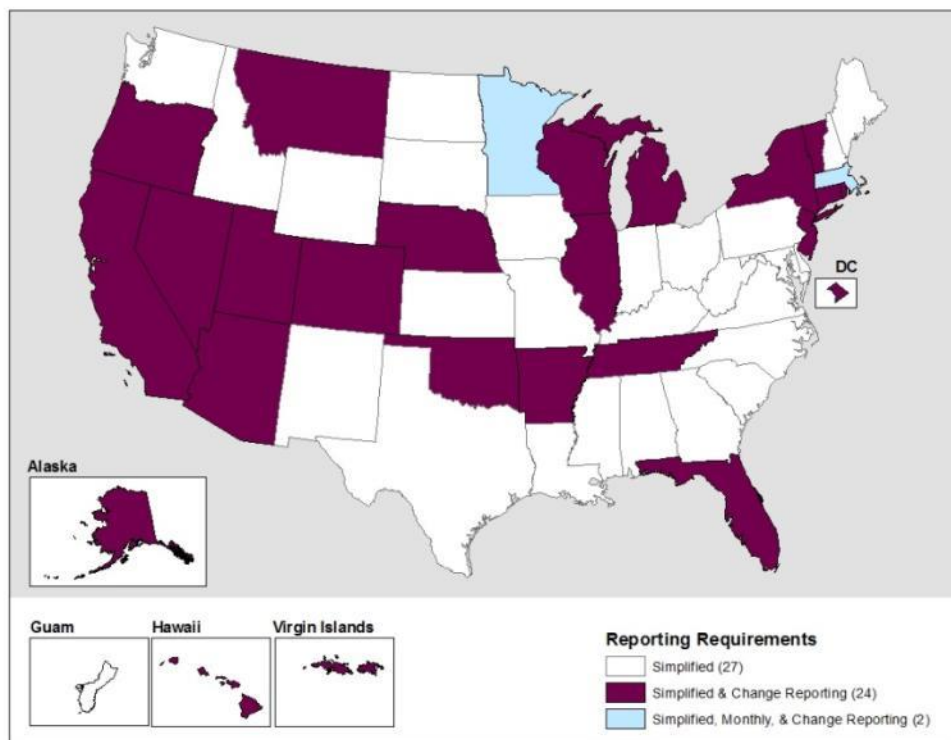 DC
Alaska
Guam
Hawaii
Virgin Islands
Reporting Requirements
Simplified (27)
Simplified & Change Reporting (24)
Simplified, Monthly, & Change Reporting (2)